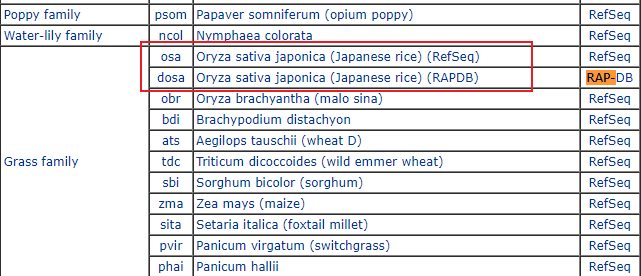 Poppy family psom Papaver somniferum (opium poppy) RefSeq
Water-lily family ncol Nymphaea colorata RefSeq
osa Oryza sativa japonica (Japanese rice) (RefSeq) RefSeq
dosa Oryza sativa japonica (Japanese rice) (RAPDB) RAP-DB
obr Oryza brachyantha (malo sina) RefSeq
bdi Brachypodium distachyon RefSeq
ats Aegilops tauschii (wheat D) RefSeq
Grass family tdc Triticum dicoccoides (wild emmer wheat) RefSeq
sbi Sorghum bicolor (sorghum) RefSeq
zma Zea mays (maize) RefSeq
sita Setaria italica (foxtail millet) RefSeq
pvir Panicum virgatum (switchgrass) RefSeq
phai Panicum hallii RefSeq